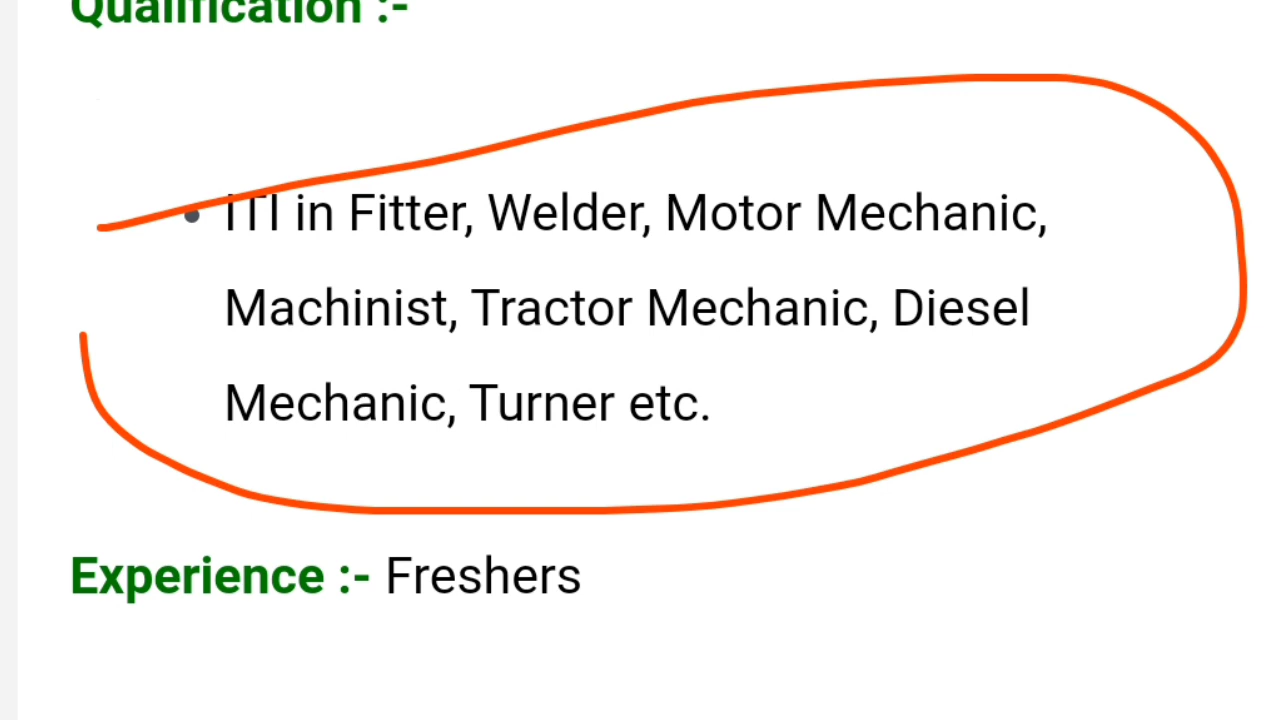 Qualification :-
ITI in Fitter, Welder, Motor Mechanic,
Machinist, Tractor Mechanic, Diesel
Mechanic, Turner etc.
Experience :- Freshers